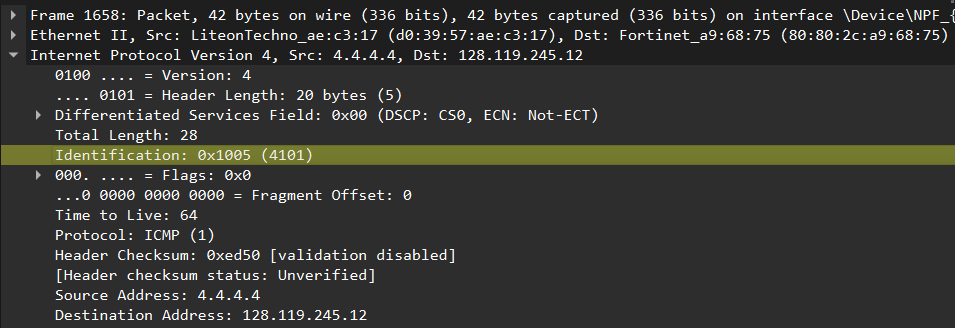 Frame 1658: Packet, 42 bytes on wire (336 bits), 42 bytes captured (336 bits) on interface \Device\NPF_{
Ethernet II, Src: LiteonTechno_ae:c3:17 (d0:39:57:ae:c3:17), Dst: Fortinet_a9:68:75 (80:80:2c:a9:68:75)
Internet Protocol Version 4, Src: 4.4.4.4, Dst: 128.119.245.12
0100 .... = Version: 4
.... 0101 = Header Length: 20 bytes (5)
Differentiated Services Field: 0x00 (DSCP: CS0, ECN: Not-ECT)
Total Length: 28
Identification: 0x1005 (4101)
000. .... = Flags: 0x0
...0 0000 0000 0000 = Fragment Offset: 0
Time to Live: 64
Protocol: ICMP (1)
Header Checksum: 0xed50 [validation disabled]
[Header checksum status: Unverified]
Source Address: 4.4.4.4
Destination Address: 128.119.245.12